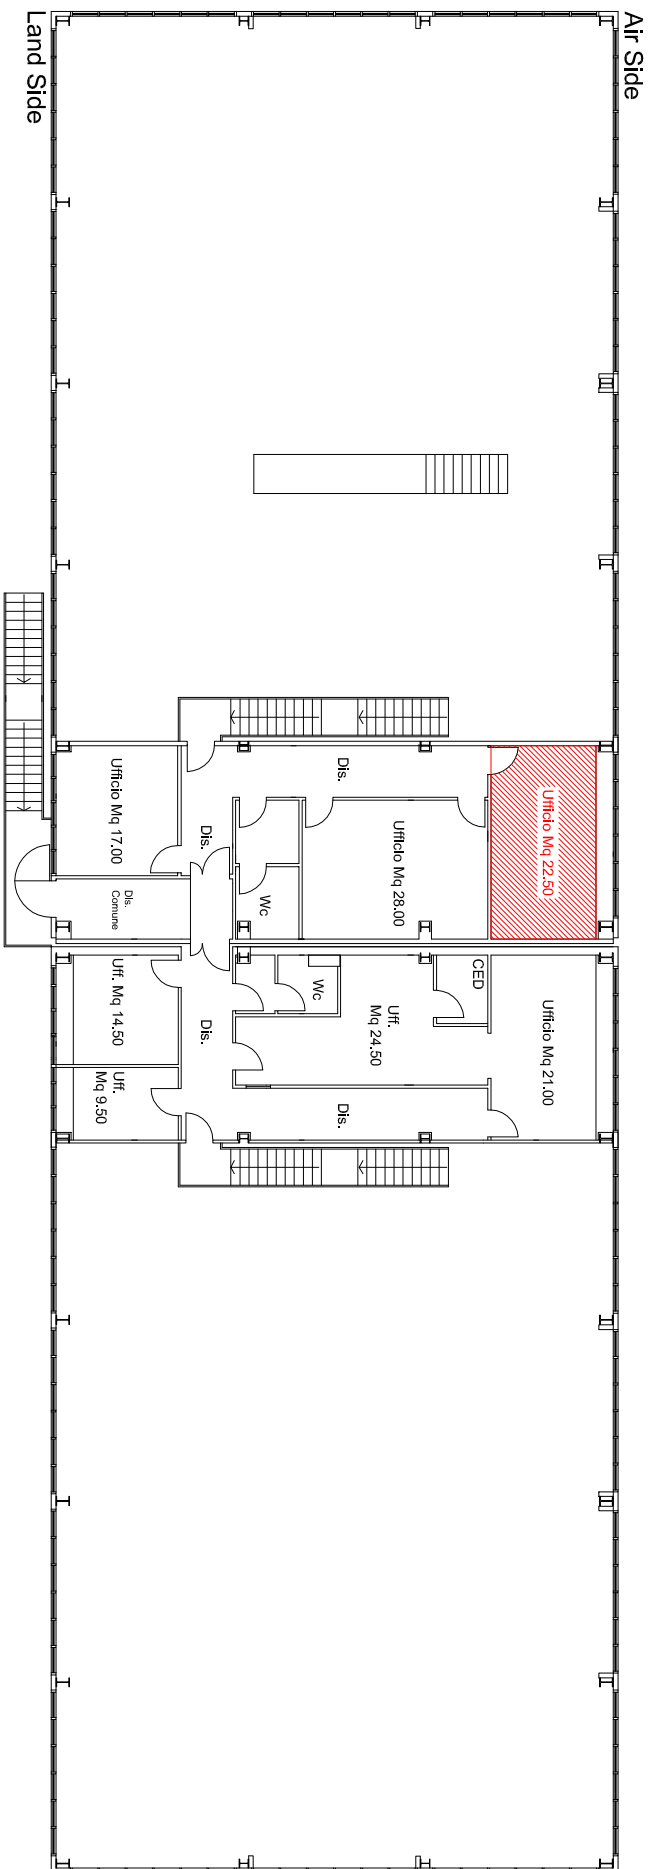 Air Side
Land Side
Ufficio Mq 22.50
Dis.
Ufficio Mq 28.00
Ufficio Mq 17.00
Dis.
Wc
Dis.
Comune
CED
Wc
Uff.
Mq 24.50
Ufficio Mq 21.00
Uff. Mq 14.50
Dis.
Uff.
Mq 9.50
Dis.